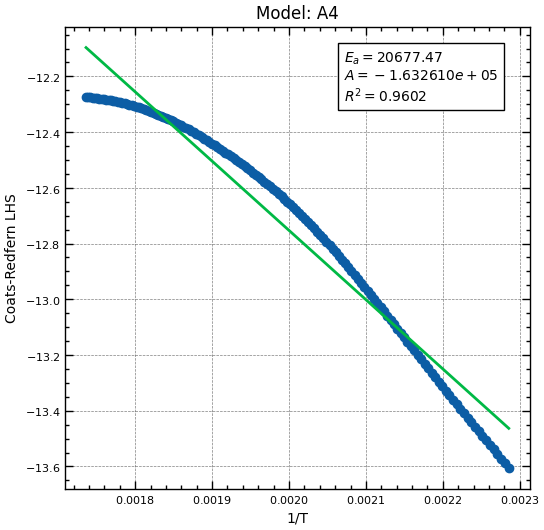 Model: A4
E_a = 20677.47
A = −1.632610e + 05
R² = 0.9602
Coats-Redfern LHS
−12.2
−12.4
−12.6
−12.8
−13.0
−13.2
−13.4
−13.6
0.0018 0.0019 0.0020 0.0021 0.0022 0.0023
1/T